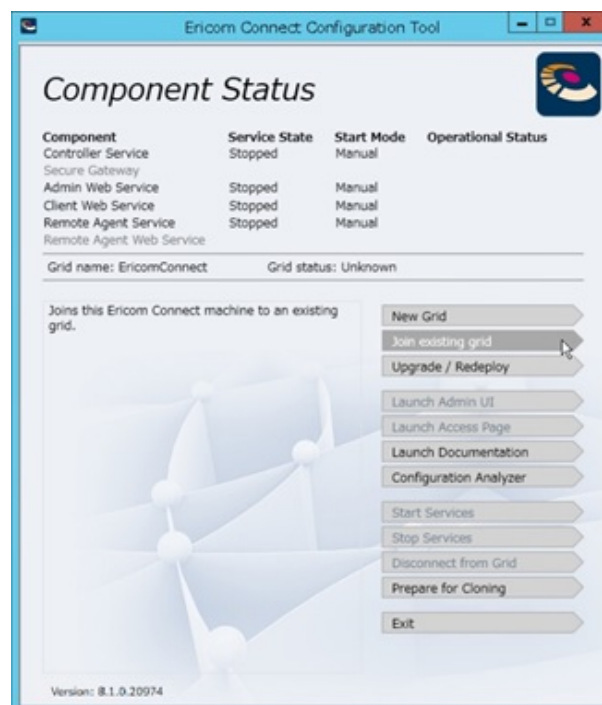 Ericom Connect Configuration Tool
Component Status
Component Service State Start Mode Operational Status
Controller Service Stopped Manual
Secure Gateway
Admin Web Service Stopped Manual
Client Web Service Stopped Manual
Remote Agent Service Stopped Manual
Remote Agent Web Service
Grid name: EricomConnect Grid status: Unknown
Joins this Ericom Connect machine to an existing
grid.
New Grid
Join existing grid
Upgrade / Redeploy
Launch Admin UI
Launch Access Page
Launch Documentation
Configuration Analyzer
Start Services
Stop Services
Disconnect from Grid
Prepare for Cloning
Exit
Version: 8.1.0.20974